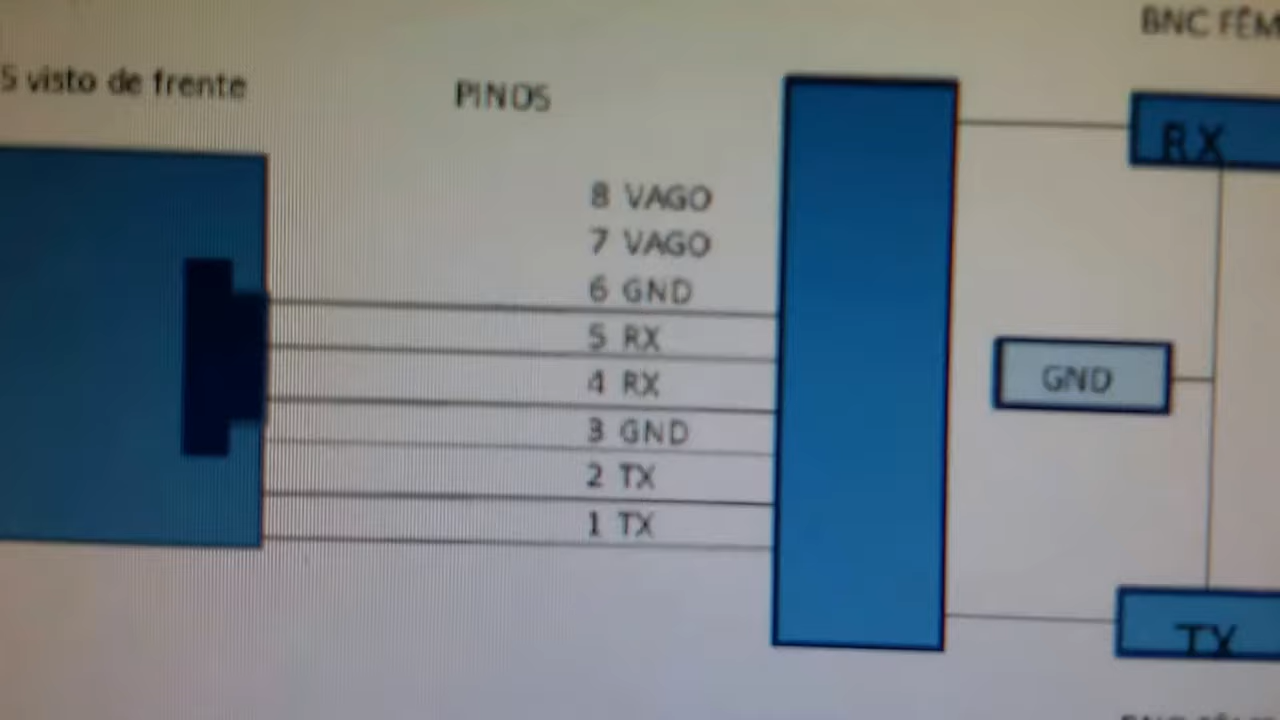 BNC FÊM
5 visto de frente
PINOS
RX
8 VAGO
7 VAGO
6 GND
5 RX
4 RX
GND
3 GND
2 TX
1 TX
TX